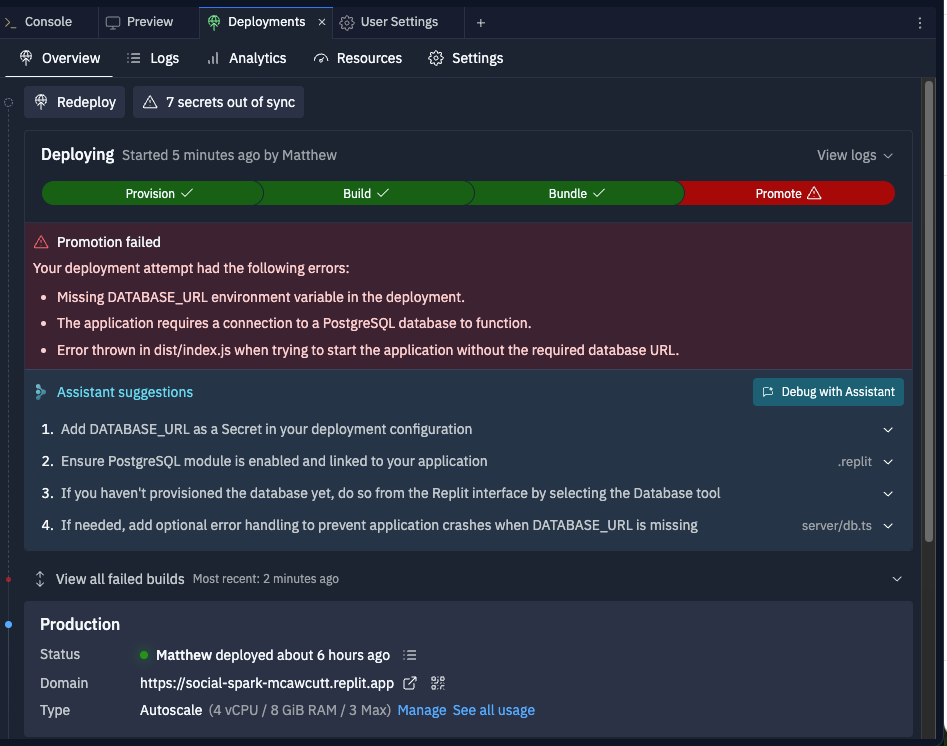 Console Preview Deployments × User Settings +
Overview Logs Analytics Resources Settings
Redeploy 7 secrets out of sync
Deploying Started 5 minutes ago by Matthew View logs
Provision Build Bundle Promote
Promotion failed
Your deployment attempt had the following errors:
• Missing DATABASE_URL environment variable in the deployment.
• The application requires a connection to a PostgreSQL database to function.
• Error thrown in dist/index.js when trying to start the application without the required database URL.
Assistant suggestions Debug with Assistant
1. Add DATABASE_URL as a Secret in your deployment configuration
2. Ensure PostgreSQL module is enabled and linked to your application .replit
3. If you haven't provisioned the database yet, do so from the Replit interface by selecting the Database tool
4. If needed, add optional error handling to prevent application crashes when DATABASE_URL is missing server/db.ts
View all failed builds Most recent: 2 minutes ago
Production
Status Matthew deployed about 6 hours ago
Domain https://social-spark-mcawcutt.replit.app
Type Autoscale (4 vCPU / 8 GiB RAM / 3 Max) Manage See all usage